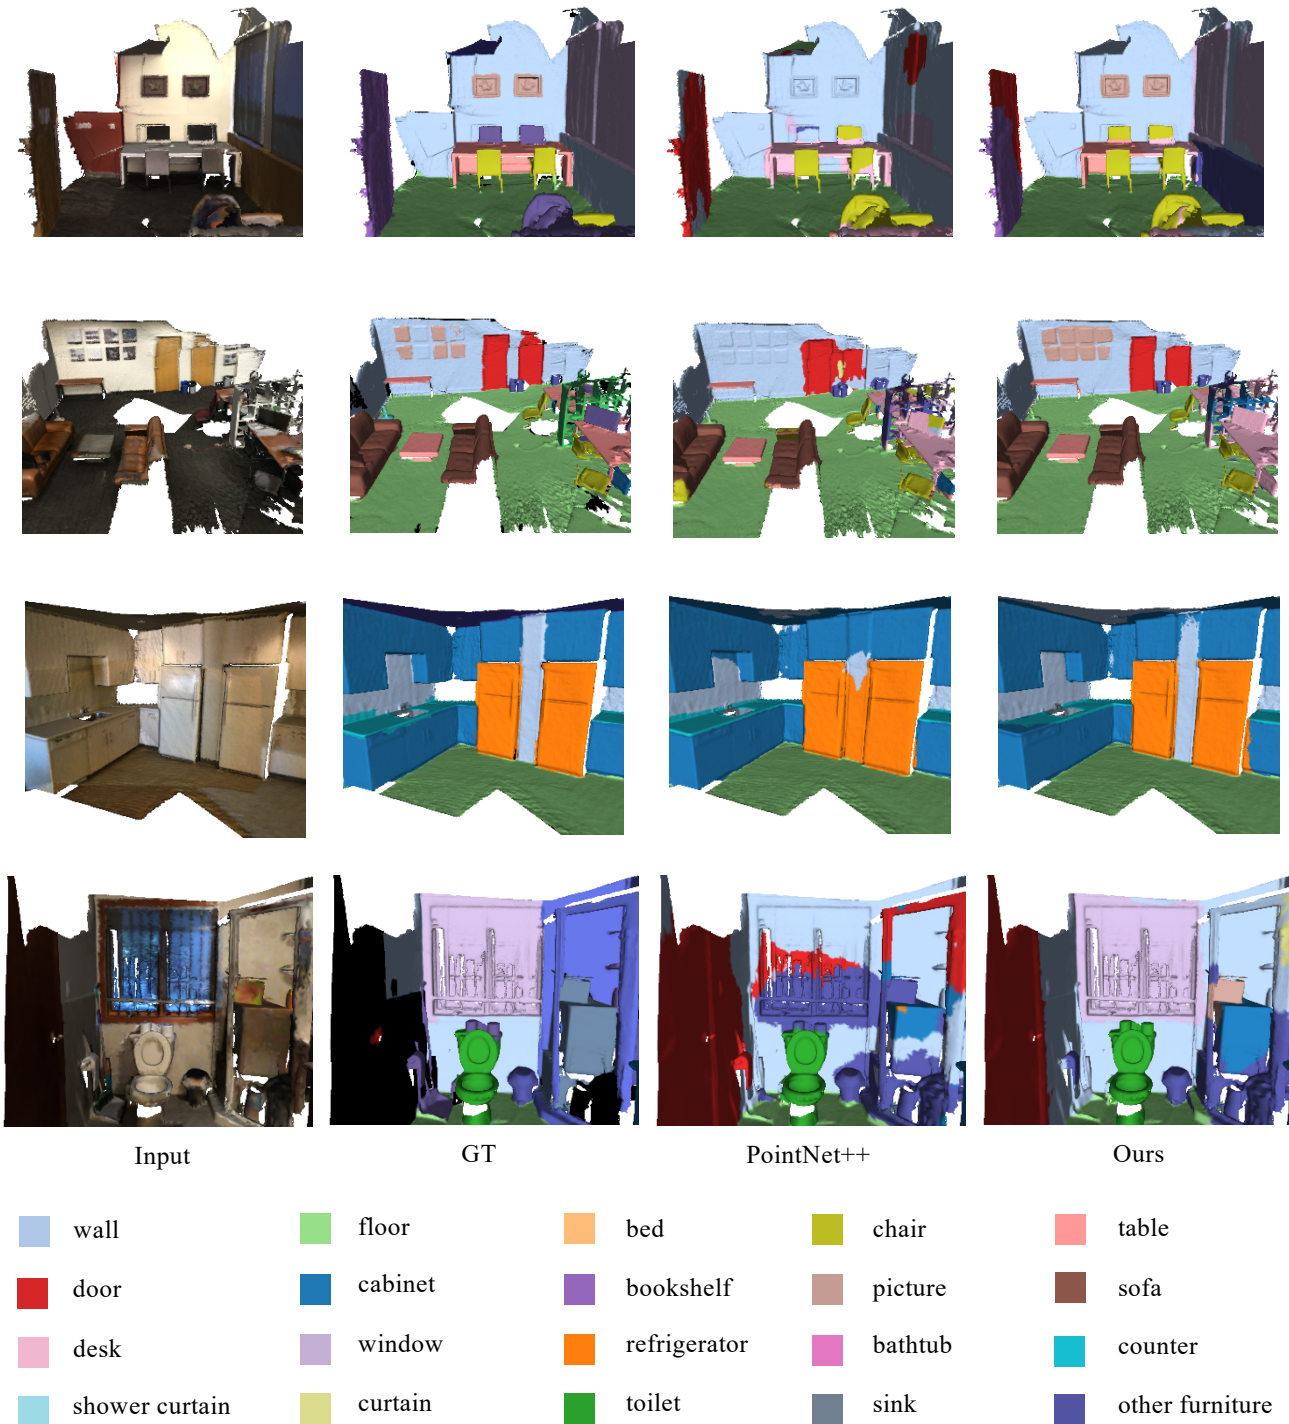 Input GT PointNet++ Ours
wall floor bed chair table
door cabinet bookshelf picture sofa
desk window refrigerator bathtub counter
shower curtain curtain toilet sink other furniture